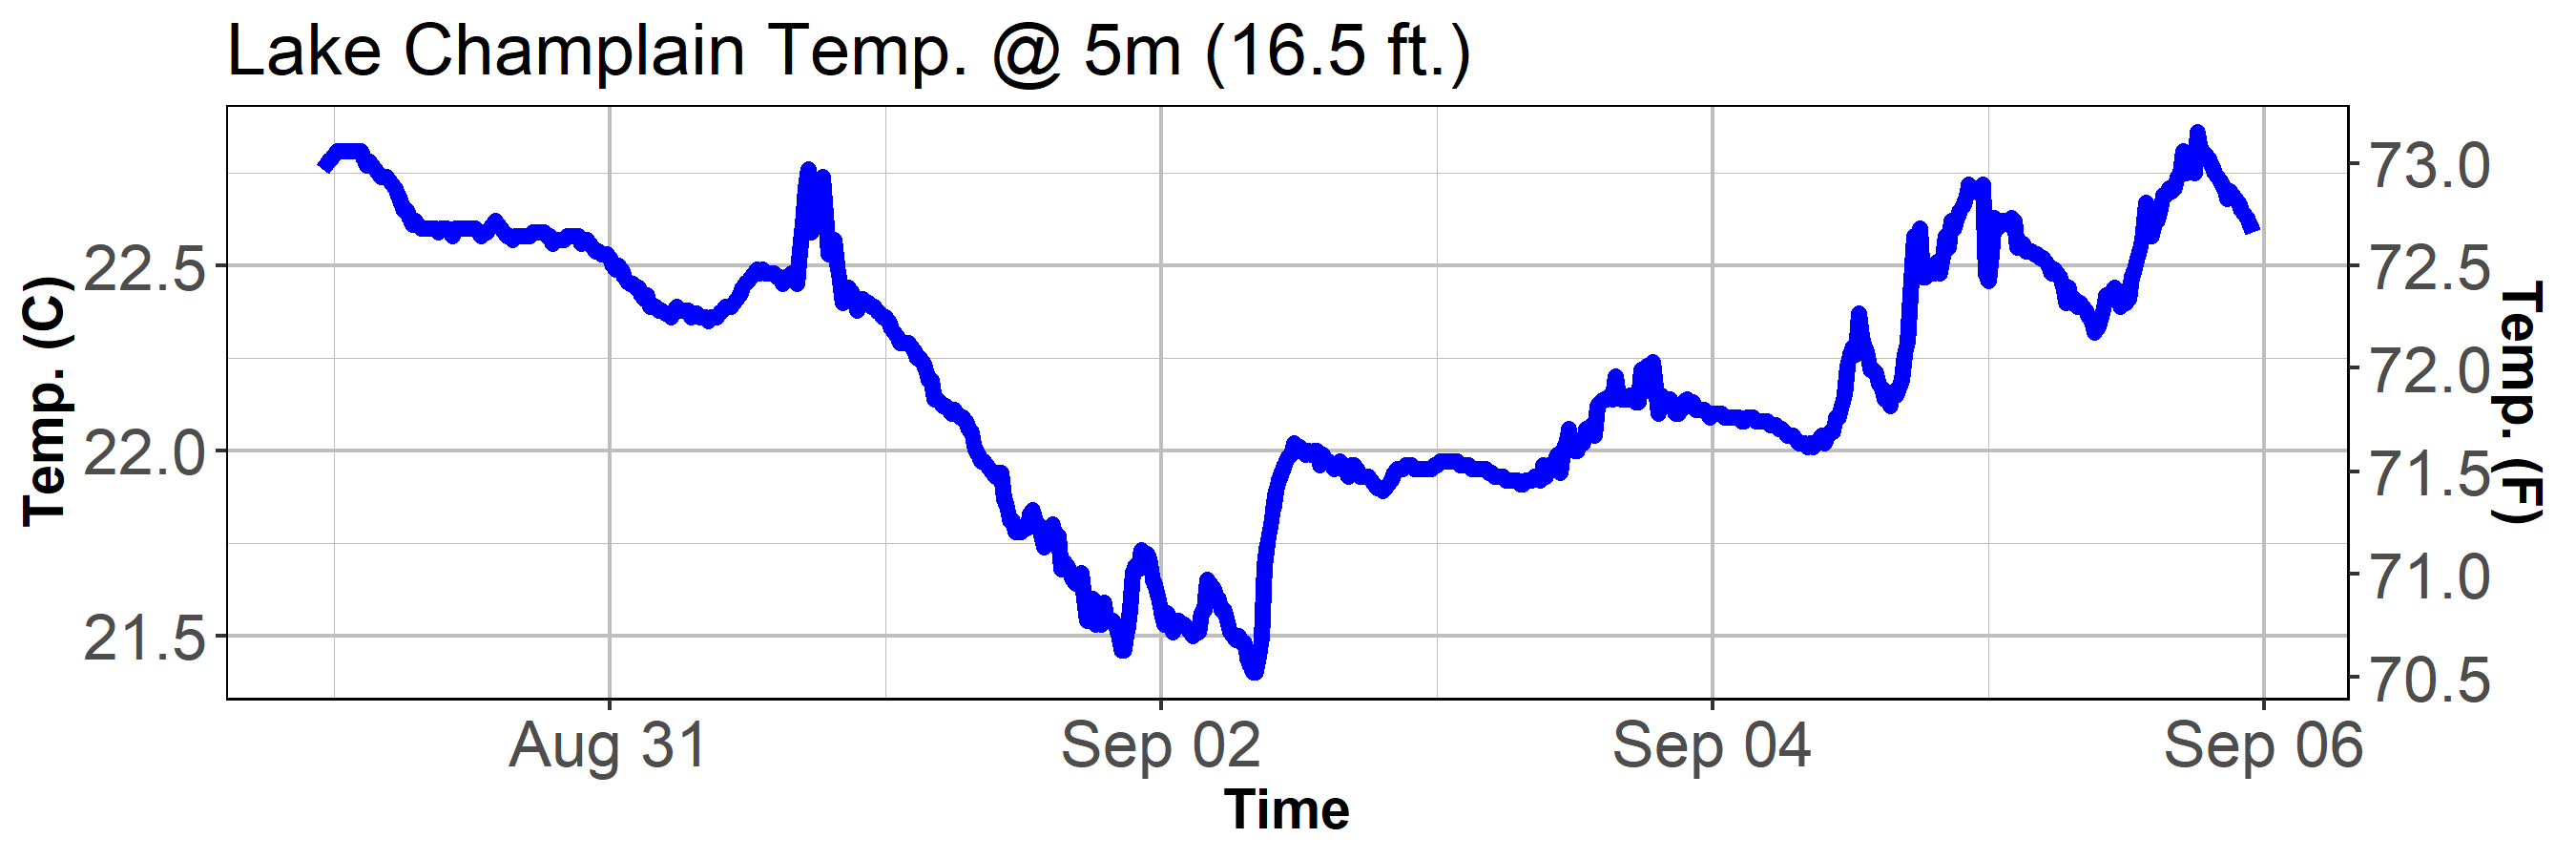 Lake Champlain Temp. @ 5m (16.5 ft.)
Temp. (C)
22.5
22.0
21.5
73.0
72.5
72.0
71.5
71.0
70.5
Temp. (F)
Aug 31 Sep 02 Sep 04 Sep 06
Time